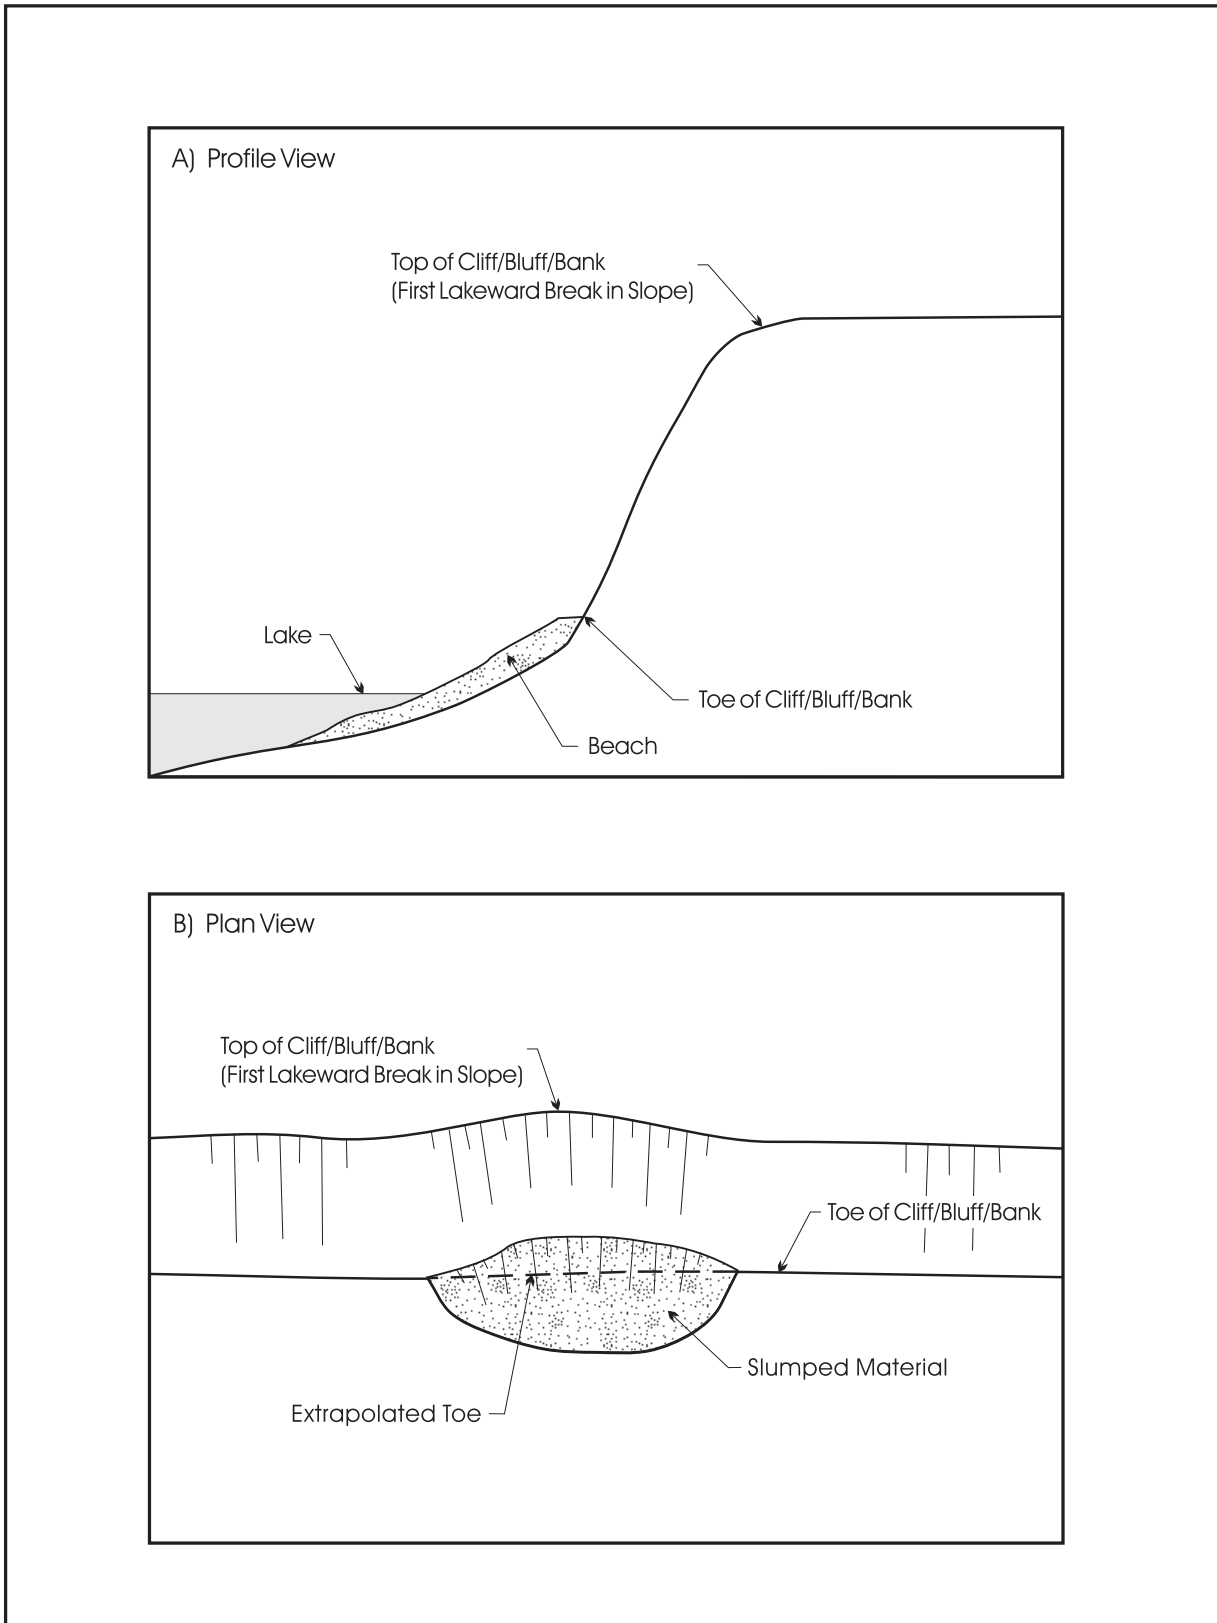 A) Profile View
Top of Cliff/Bluff/Bank
(First Lakeward Break in Slope)
Lake
Toe of Cliff/Bluff/Bank
Beach
B) Plan View
Top of Cliff/Bluff/Bank
(First Lakeward Break in Slope)
Toe of Cliff/Bluff/Bank
Slumped Material
Extrapolated Toe